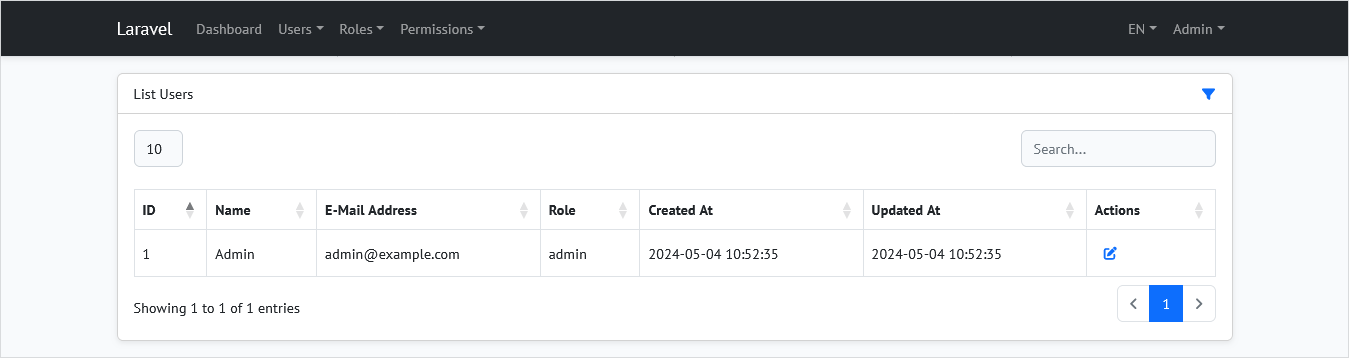 Laravel Dashboard Users Roles Permissions EN Admin
List Users
10 Search...
ID Name E-Mail Address Role Created At Updated At Actions
1 Admin admin@example.com admin 2024-05-04 10:52:35 2024-05-04 10:52:35
Showing 1 to 1 of 1 entries 1